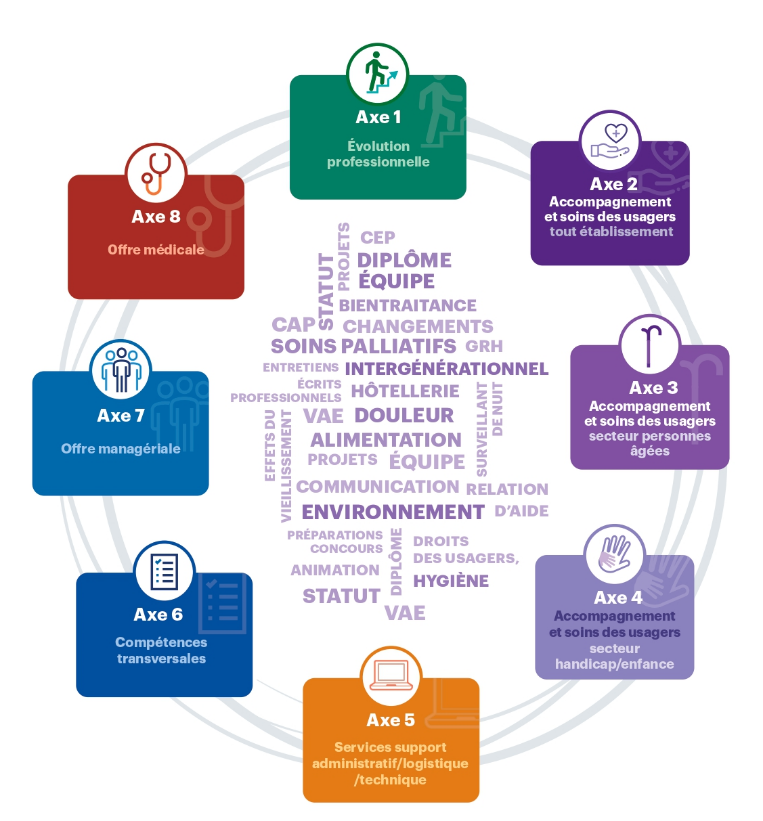 Axe 1
Évolution
professionnelle
Axe 2
Accompagnement
et soins des usagers
tout établissement
Axe 3
Accompagnement
et soins des usagers
secteur personnes
âgées
Axe 4
Accompagnement
et soins des usagers
secteur
handicap/enfance
Axe 5
Services support
administratif/logistique
/technique
Axe 6
Compétences
transversales
Axe 7
Offre managériale
Axe 8
Offre médicale
STATUT
PROJETS
CEP
DIPLÔME
ÉQUIPE
BIENTRAITANCE
CAP
CHANGEMENTS
SOINS PALLIATIFS
GRH
ENTRETIENS
INTERGÉNÉRATIONNEL
ÉCRITS
PROFESSIONNELS
HÔTELLERIE
VAE
DOULEUR
SURVEILLANT
DE NUIT
EFFETS DU
VIEILLISSEMENT
ALIMENTATION
PROJETS
ÉQUIPE
COMMUNICATION
RELATION
D’AIDE
ENVIRONNEMENT
PRÉPARATIONS
CONCOURS
DIPLÔME
DROITS
DES USAGERS,
ANIMATION
HYGIÈNE
STATUT
VAE